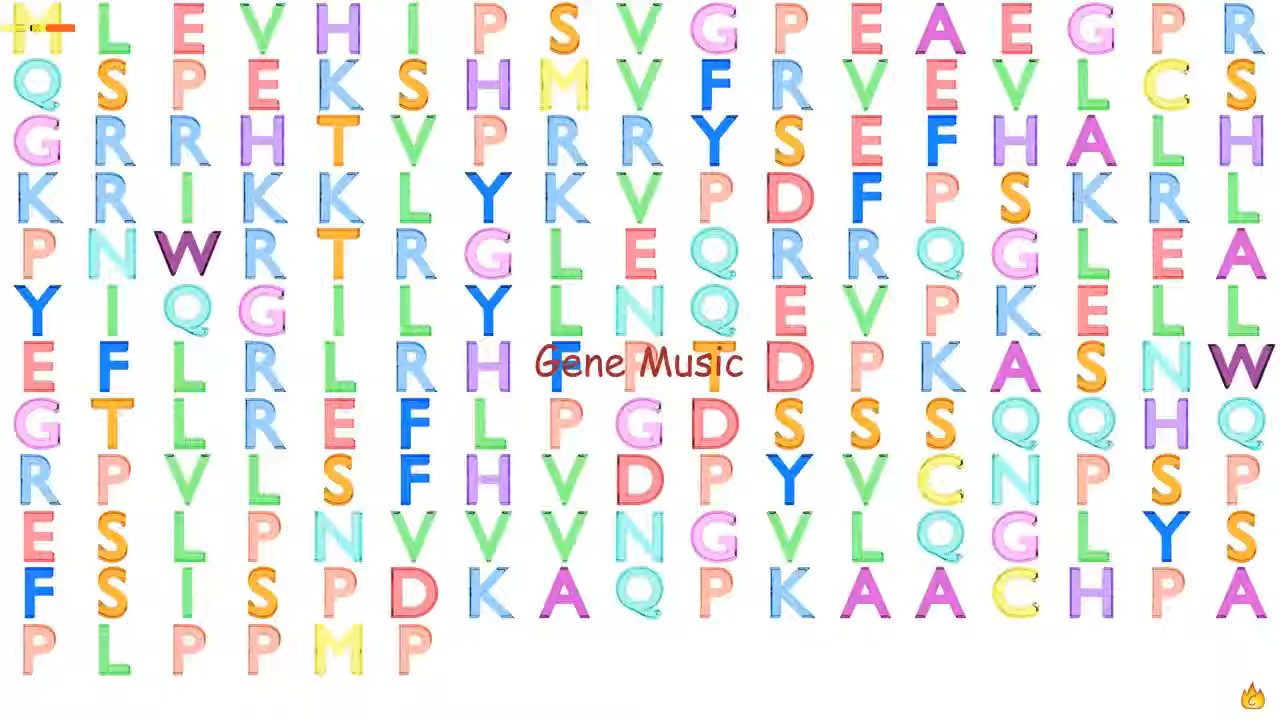 M L E V H I P S V G P E A E G P R
Q S P E K S H M V F R V E V L C S
G R R H T V P R R Y S E F H A L H
K R I K K L Y K V P D F P S K R L
P N W R T R G L E Q R R Q G L E A
Y I Q G I L Y L N Q E V P K E L L
E F L R L R H F P T D P K A S N W
Gene Music
G T L R E F L P G D S S S Q Q H Q
R P V L S F H V D P Y V C N P S P
E S L P N V V V N G V L Q G L Y S
F S I S P D K A Q P K A A C H P A
P L P P M P